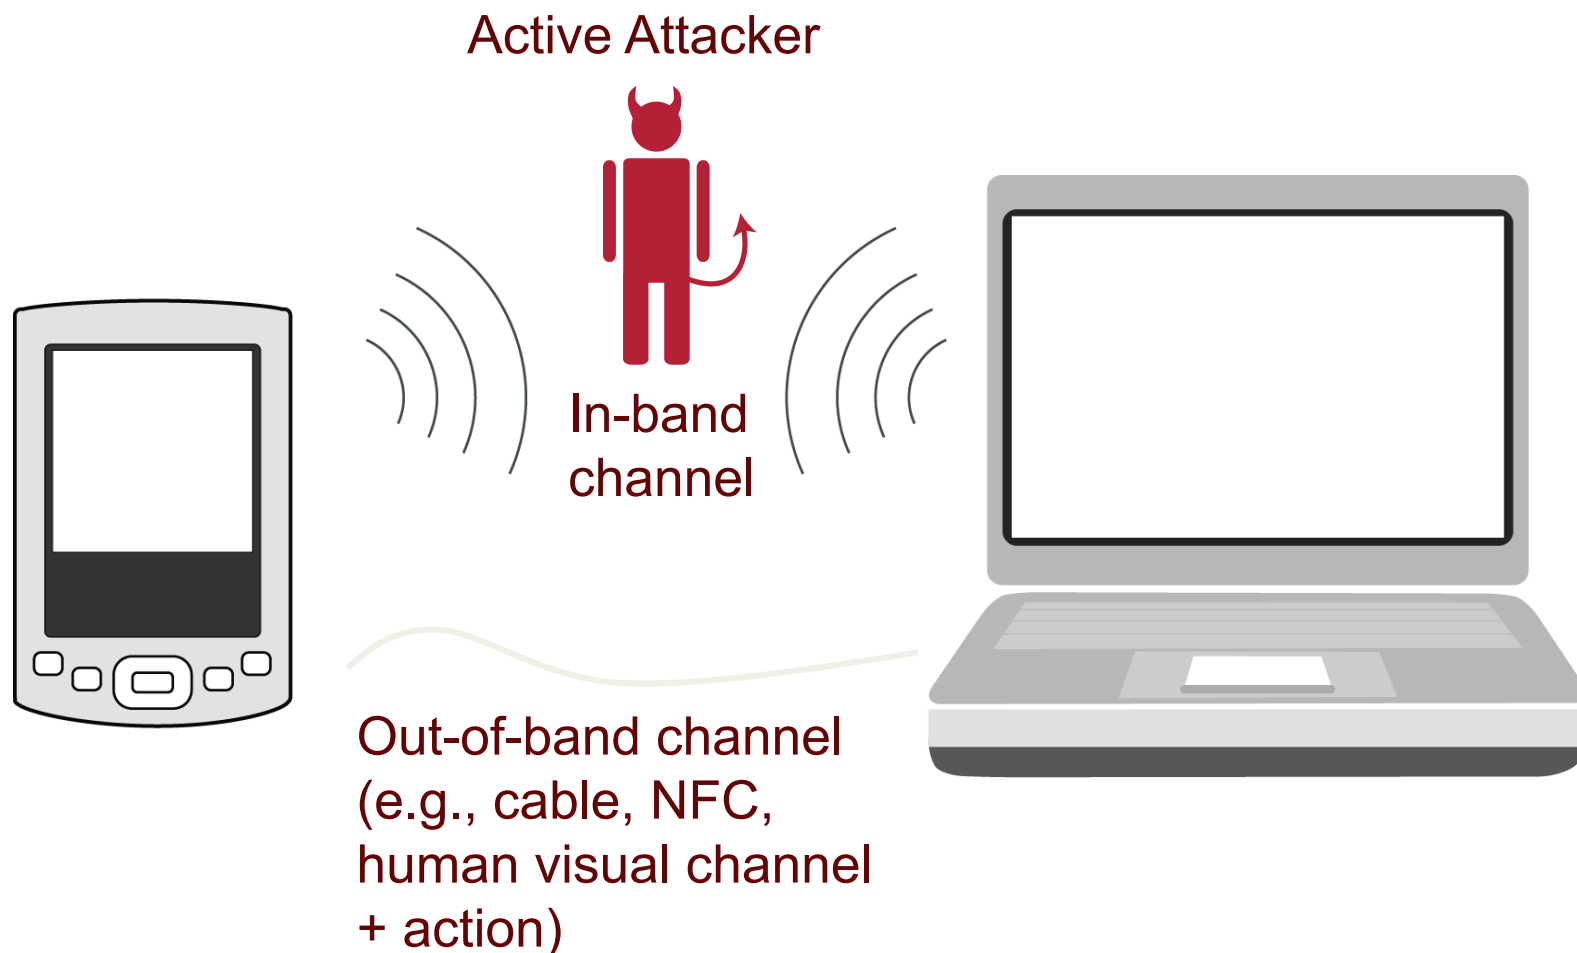 Active Attacker
In-band
channel
Out-of-band channel
(e.g., cable, NFC,
human visual channel
+ action)